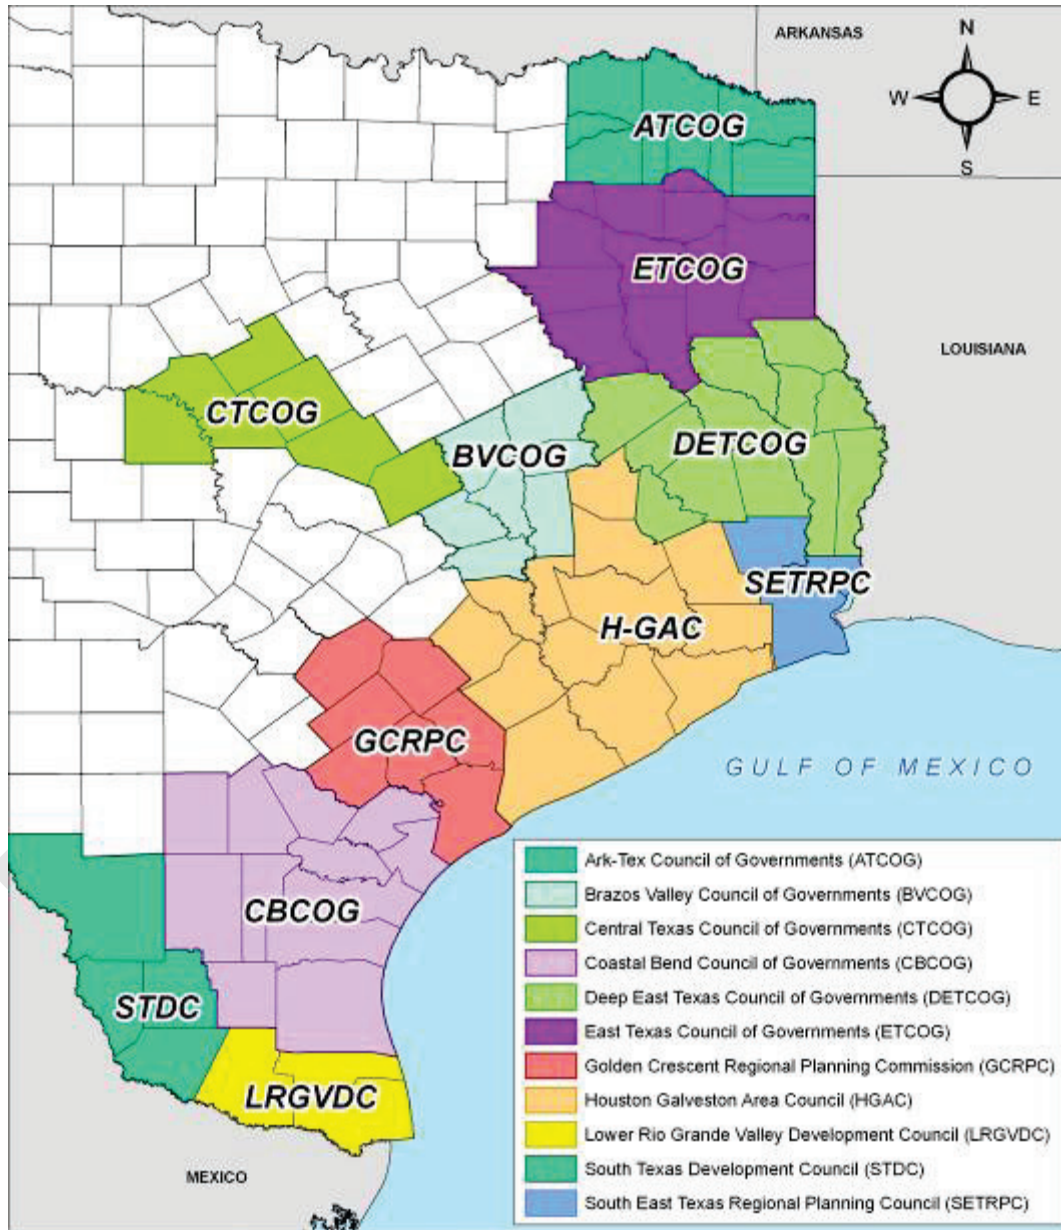 ARKANSAS
N
W
E
S
ATCOG
ETCOG
LOUISIANA
CTCOG
BVCOG
DETCOG
SETRPC
H-GAC
GCRPC
GULF OF MEXICO
CBCOG
STDC
LRGVDC
MEXICO
Ark-Tex Council of Governments (ATCOG)
Brazos Valley Council of Governments (BVCOG)
Central Texas Council of Governments (CTCOG)
Coastal Bend Council of Governments (CBCOG)
Deep East Texas Council of Governments (DETCOG)
East Texas Council of Governments (ETCOG)
Golden Crescent Regional Planning Commission (GCRPC)
Houston Galveston Area Council (HGAC)
Lower Rio Grande Valley Development Council (LRGVDC)
South Texas Development Council (STDC)
South East Texas Regional Planning Council (SETRPC)